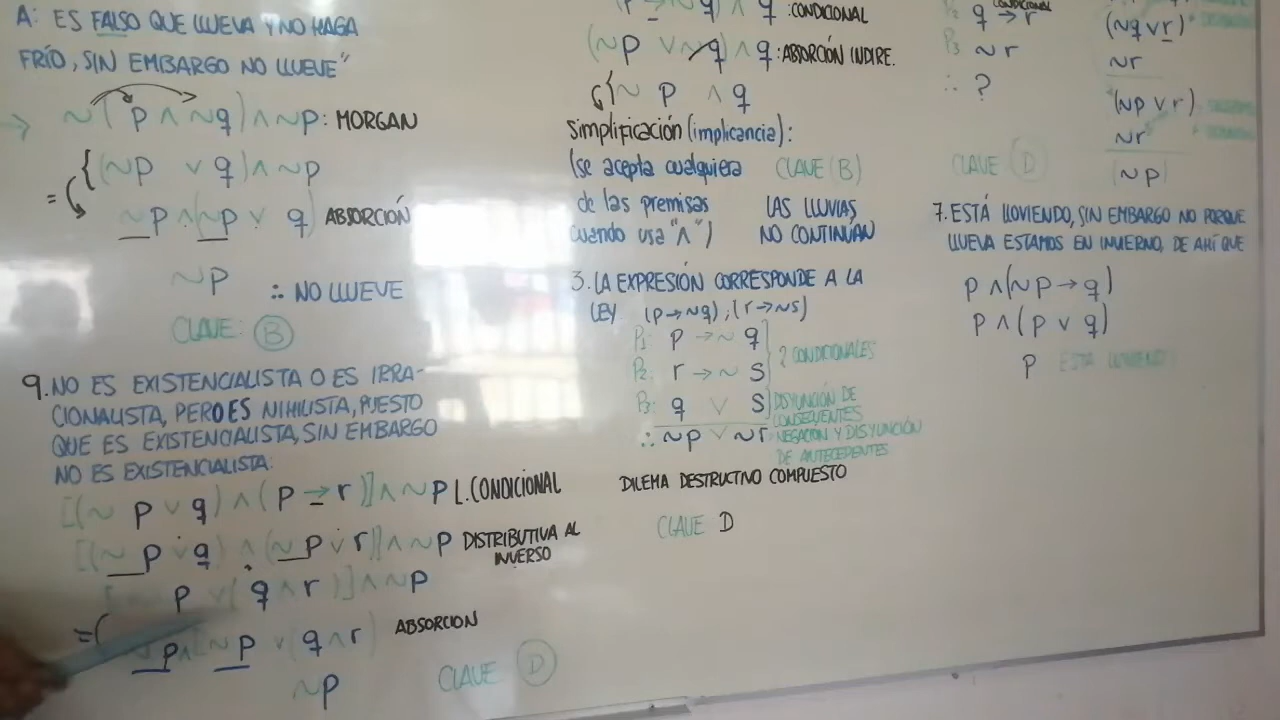 A: ES FALSO QUE LLUEVA Y NO HAGA
FRÍO, SIN EMBARGO NO LLUEVE"
→ ~(p ∧ ~q) ∧ ~p: MORGAN
{(~p ∨ q) ∧ ~p
= ~p ∧ (~p ∨ q) ABSORCIÓN
~p ∴ NO LLUEVE
CLAVE: B
9. NO ES EXISTENCIALISTA O ES IRRA-
CIONALISTA, PERO ES NIHILISTA, PUESTO
QUE ES EXISTENCIALISTA, SIN EMBARGO
NO ES EXISTENCIALISTA:
[(~p ∨ q) ∧ (p → r)] ∧ ~p L. CONDICIONAL
[(~p ∨ q) ∧ (~p ∨ r)] ∧ ~p DISTRIBUTIVA AL
INVERSO
[ p ∨ (q ∧ r)] ∧ ~p
=( ~p ∧ [~p ∨ (q ∧ r) ABSORCION
~p CLAVE D
∧ q :CONDICIONAL
(~p ∨ ~q) ∧ q :ABSORCIÓN INDIRE.
{~ p ∧ q
simplificación (implicancia):
(se acepta cualquiera CLAVE (B)
de las premisas LAS LLUVIAS
cuando usa "∧") NO CONTINÚAN
3. LA EXPRESIÓN CORRESPONDE A LA
LEY (p→~q); (r→~s)
P1: p → ~ q
P2: r → ~ s 2 CONDICIONALES
P3: q ∨ s DISYUNCIÓN DE
CONSECUENTES
∴ ~p ∨ ~r NEGACIÓN Y DISYUNCIÓN
DE ANTECEDENTES
DILEMA DESTRUCTIVO COMPUESTO
CLAVE D
CONDICIONAL
P2 q → r
P3 ~r
∴ ?
CLAVE D
(~q ∨ r)
~r
(~p ∨ r)
~r
(~p)
7. ESTÁ LLOVIENDO, SIN EMBARGO NO PORQUE
LLUEVA ESTAMOS EN INVIERNO, DE AHÍ QUE
p ∧ (~p → q)
p ∧ (p ∨ q)
p ESTA LLOVIENDO